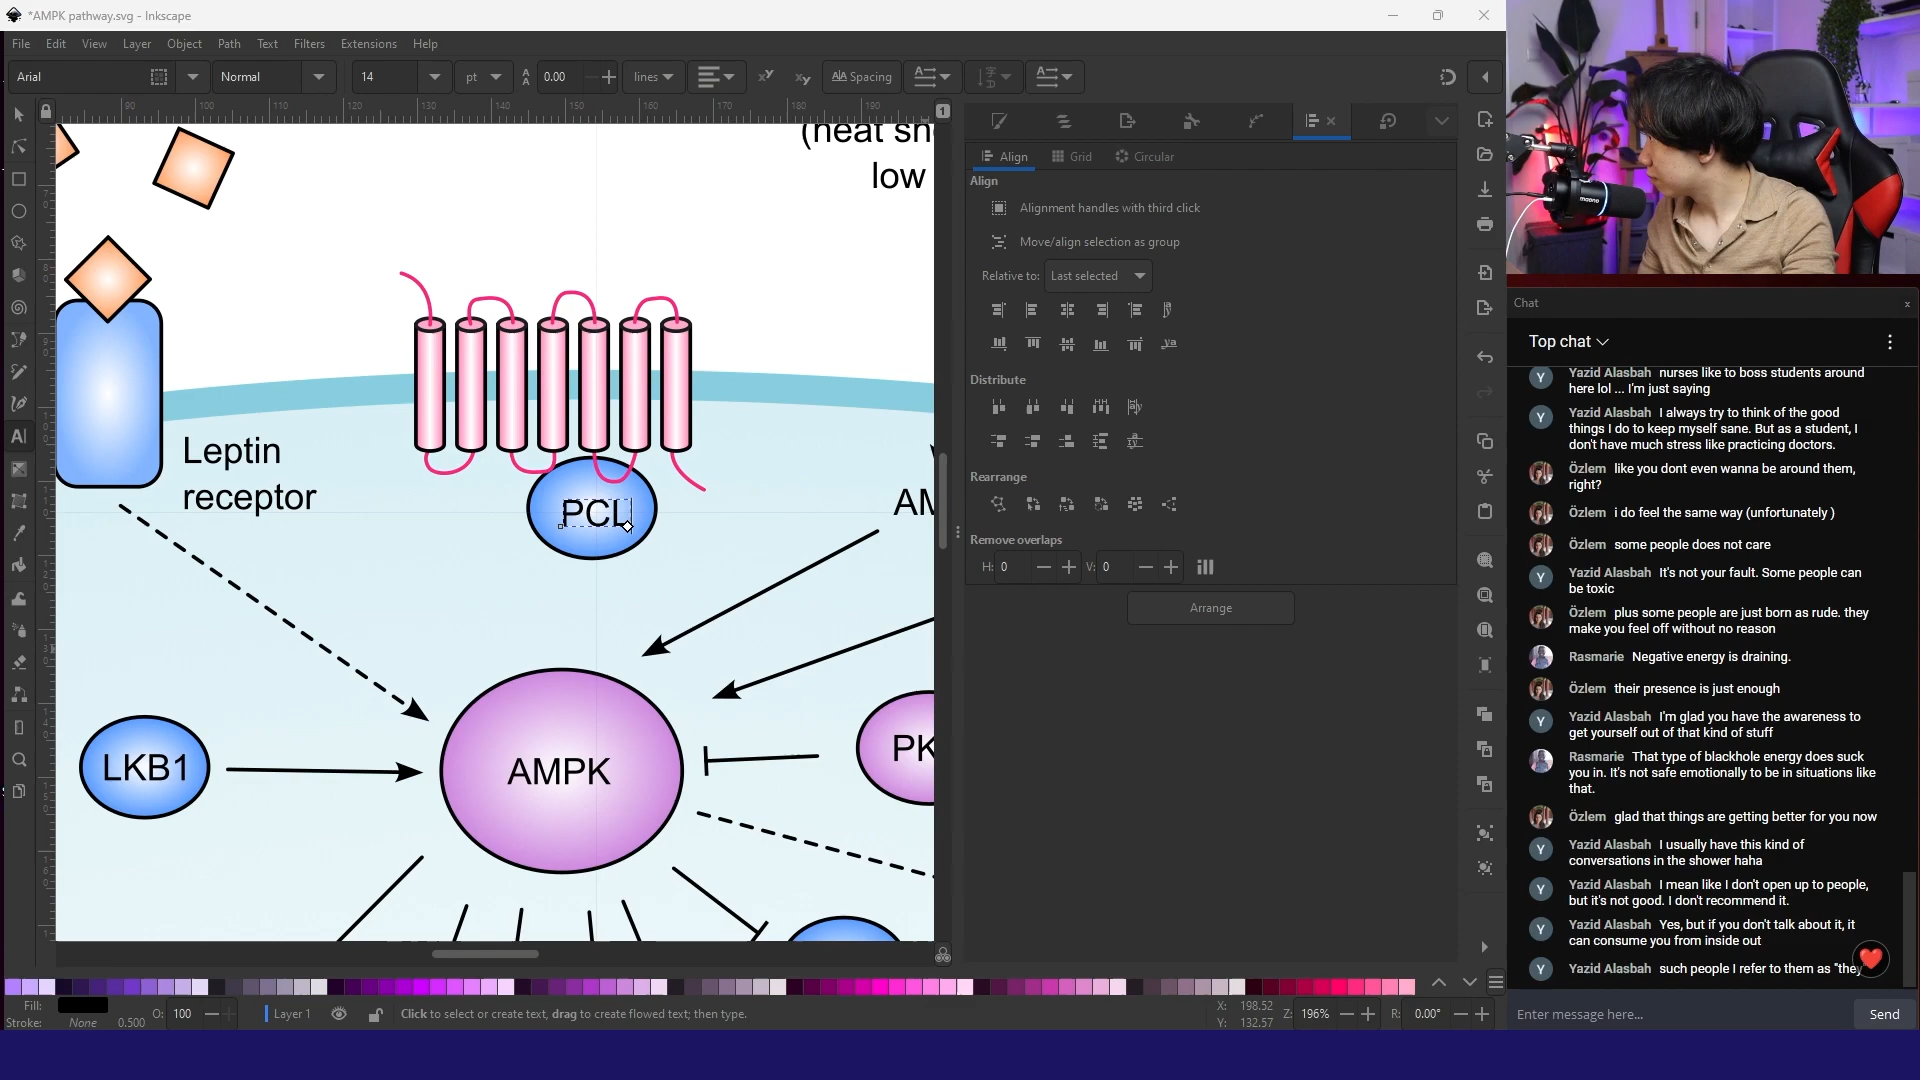 *AMPK pathway.svg - Inkscape
File Edit View Layer Object Path Text Filters Extensions Help
Arial Normal 14 pt 0.00 lines Spacing
90 100 110 120 130 140 150 160 170 180 190
1
(heat sh
low
Leptin
receptor
PCL
AM
LKB1
AMPK
PK
Align Grid Circular
Align
Alignment handles with third click
Move/align selection as group
Relative to: Last selected
Distribute
Rearrange
Remove overlaps
H: 0 V: 0
Arrange
Fill:
Stroke: None 0.500
O: 100
Layer 1
Click to select or create text, drag to create flowed text; then type.
X: 198.52
Y: 132.57
Z: 196%
R: 0.00°
maono
Chat x
Top chat
Yazid Alasbah nurses like to boss students around
here lol ... I'm just saying
Yazid Alasbah I always try to think of the good
things I do to keep myself sane. But as a student, I
don't have much stress like practicing doctors.
Özlem like you dont even wanna be around them,
right?
Özlem i do feel the same way (unfortunately )
Özlem some people does not care
Yazid Alasbah It's not your fault. Some people can
be toxic
Özlem plus some people are just born as rude. they
make you feel off without no reason
Rasmarie Negative energy is draining.
Özlem their presence is just enough
Yazid Alasbah I'm glad you have the awareness to
get yourself out of that kind of stuff
Rasmarie That type of blackhole energy does suck
you in. It's not safe emotionally to be in situations like
that.
Özlem glad that things are getting better for you now
Yazid Alasbah I usually have this kind of
conversations in the shower haha
Yazid Alasbah I mean like I don't open up to people,
but it's not good. I don't recommend it.
Yazid Alasbah Yes, but if you don't talk about it, it
can consume you from inside out
Yazid Alasbah such people I refer to them as "they
Enter message here...
Send